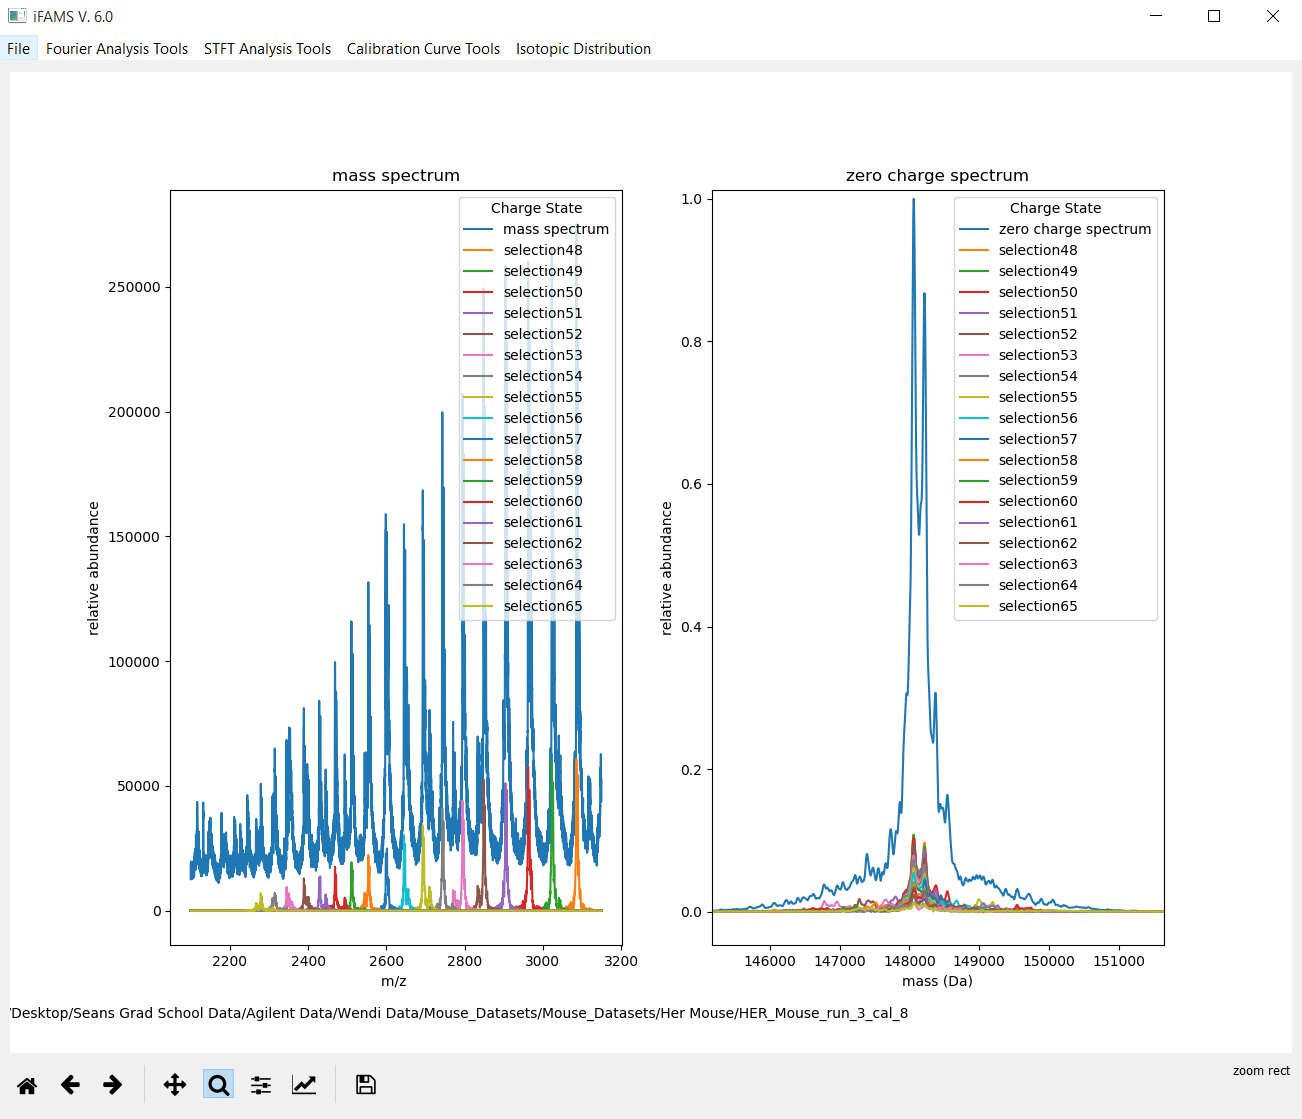 iFAMS V. 6.0
File Fourier Analysis Tools STFT Analysis Tools Calibration Curve Tools Isotopic Distribution
mass spectrum
relative abundance
250000
200000
150000
100000
50000
0
2200 2400 2600 2800 3000 3200
m/z
Charge State
mass spectrum
selection48
selection49
selection50
selection51
selection52
selection53
selection54
selection55
selection56
selection57
selection58
selection59
selection60
selection61
selection62
selection63
selection64
selection65
zero charge spectrum
relative abundance
1.0
0.8
0.6
0.4
0.2
0.0
146000 147000 148000 149000 150000 151000
mass (Da)
Charge State
zero charge spectrum
selection48
selection49
selection50
selection51
selection52
selection53
selection54
selection55
selection56
selection57
selection58
selection59
selection60
selection61
selection62
selection63
selection64
selection65
/Desktop/Seans Grad School Data/Agilent Data/Wendi Data/Mouse_Datasets/Mouse_Datasets/Her Mouse/HER_Mouse_run_3_cal_8
zoom rect